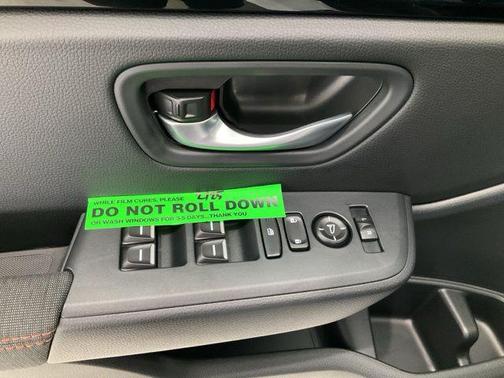 WHILE FILM CURES, PLEASE
DO NOT ROLL DOWN
OR WASH WINDOWS FOR 3-5 DAYS...THANK YOU